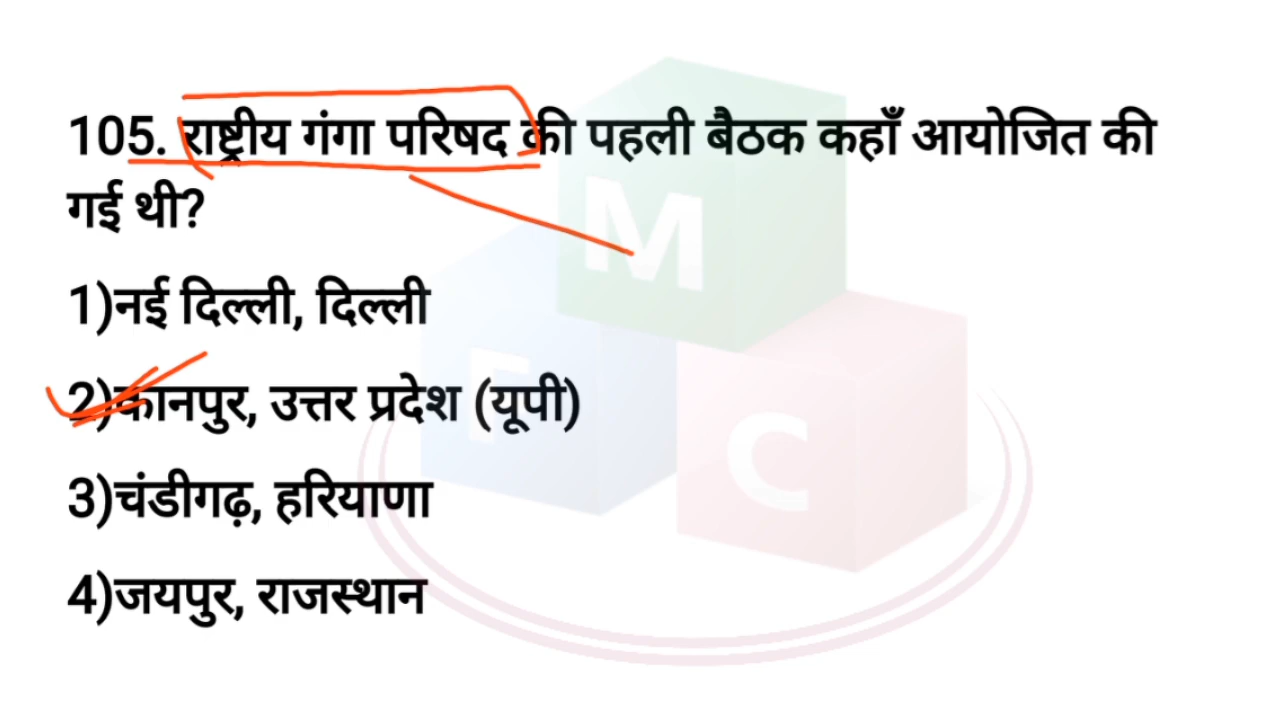 105. राष्ट्रीय गंगा परिषद की पहली बैठक कहाँ आयोजित की
गई थी?
M
1)नई दिल्ली, दिल्ली
2)कानपुर, उत्तर प्रदेश (यूपी)
F
C
3)चंडीगढ़, हरियाणा
4)जयपुर, राजस्थान